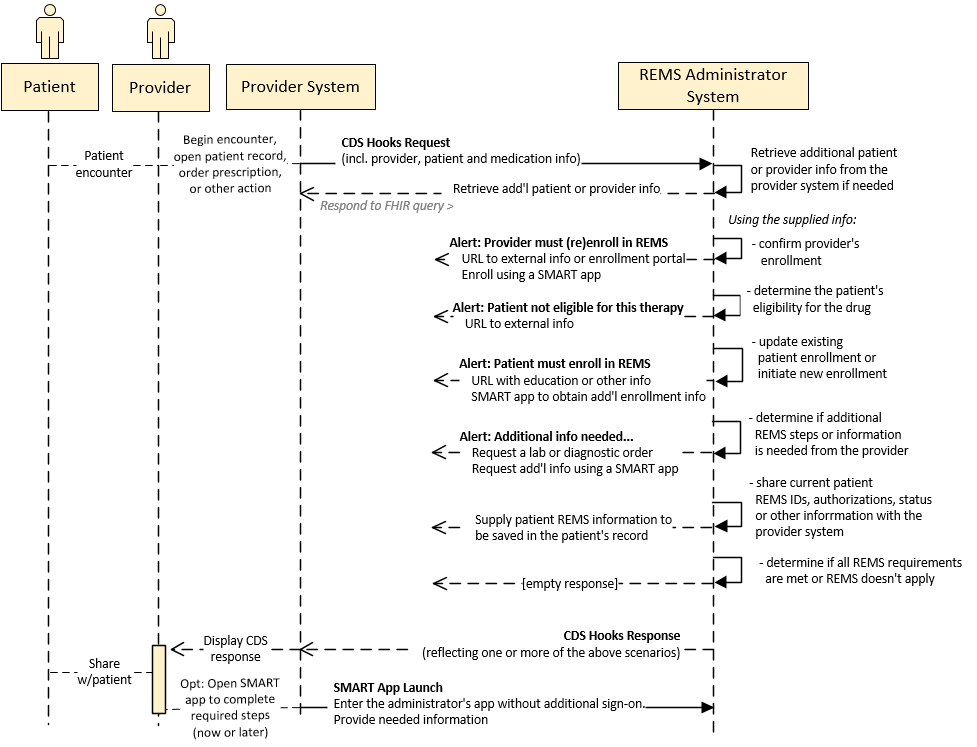 Patient
Provider
Provider System
REMS Administrator
System
Patient
encounter
Begin encounter,
open patient record,
order prescription,
or other action
CDS Hooks Request
(incl. provider, patient and medication info)
Retrieve additional patient
or provider info from the
provider system if needed
Retrieve add'l patient or provider info
Respond to FHIR query >
Using the supplied info:
Alert: Provider must (re)enroll in REMS
URL to external info or enrollment portal
Enroll using a SMART app
- confirm provider's
enrollment
Alert: Patient not eligible for this therapy
URL to external info
- determine the patient's
eligibility for the drug
Alert: Patient must enroll in REMS
URL with education or other info
SMART app to obtain add'l enrollment info
- update existing
patient enrollment or
initiate new enrollment
Alert: Additional info needed...
Request a lab or diagnostic order
Request add'l info using a SMART app
- determine if additional
REMS steps or information
is needed from the provider
Supply patient REMS information to
be saved in the patient's record
- share current patient
REMS IDs, authorizations, status
or other inforrmation with the
provider system
[empty response]
- determine if all REMS requirements
are met or REMS doesn't apply
Display CDS
response
CDS Hooks Response
(reflecting one or more of the above scenarios)
Share
w/patient
Opt: Open SMART
app to complete
required steps
(now or later)
SMART App Launch
Enter the administrator's app without additional sign-on.
Provide needed information